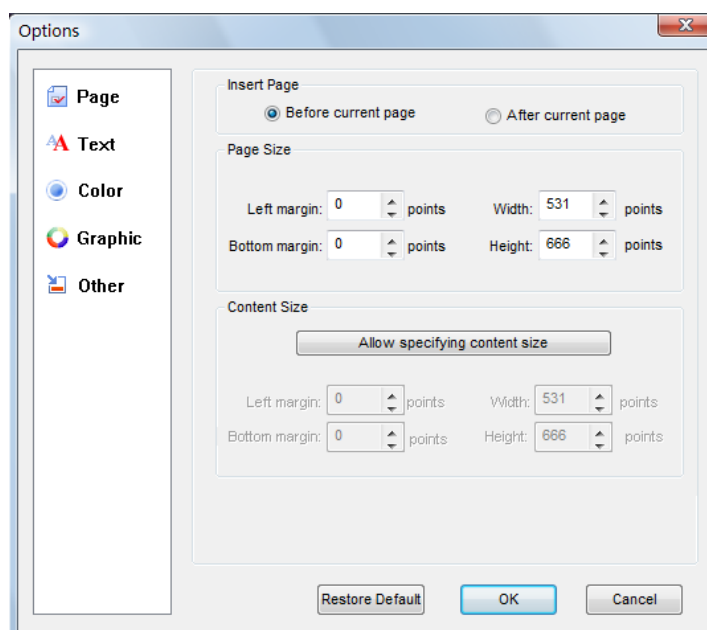 Options
Page
Text
Color
Graphic
Other
Insert Page
Before current page After current page
Page Size
Left margin: 0 points Width: 531 points
Bottom margin: 0 points Height: 666 points
Content Size
Allow specifying content size
Left margin: 0 points Width: 531 points
Bottom margin: 0 points Height: 666 points
Restore Default OK Cancel